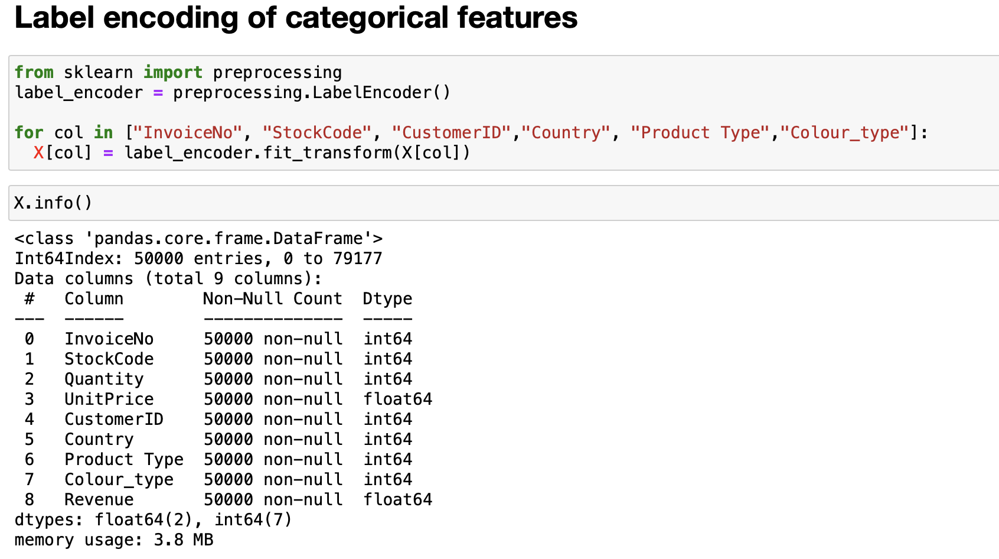 Label encoding of categorical features
from sklearn import preprocessing
label_encoder = preprocessing.LabelEncoder()
for col in ["InvoiceNo", "StockCode", "CustomerID","Country", "Product Type","Colour_type"]:
  X[col] = label_encoder.fit_transform(X[col])
X.info()
<class 'pandas.core.frame.DataFrame'>
Int64Index: 50000 entries, 0 to 79177
Data columns (total 9 columns):
 #   Column        Non-Null Count  Dtype
---  ------        --------------  -----
 0   InvoiceNo     50000 non-null  int64
 1   StockCode     50000 non-null  int64
 2   Quantity      50000 non-null  int64
 3   UnitPrice     50000 non-null  float64
 4   CustomerID    50000 non-null  int64
 5   Country       50000 non-null  int64
 6   Product Type  50000 non-null  int64
 7   Colour_type   50000 non-null  int64
 8   Revenue       50000 non-null  float64
dtypes: float64(2), int64(7)
memory usage: 3.8 MB